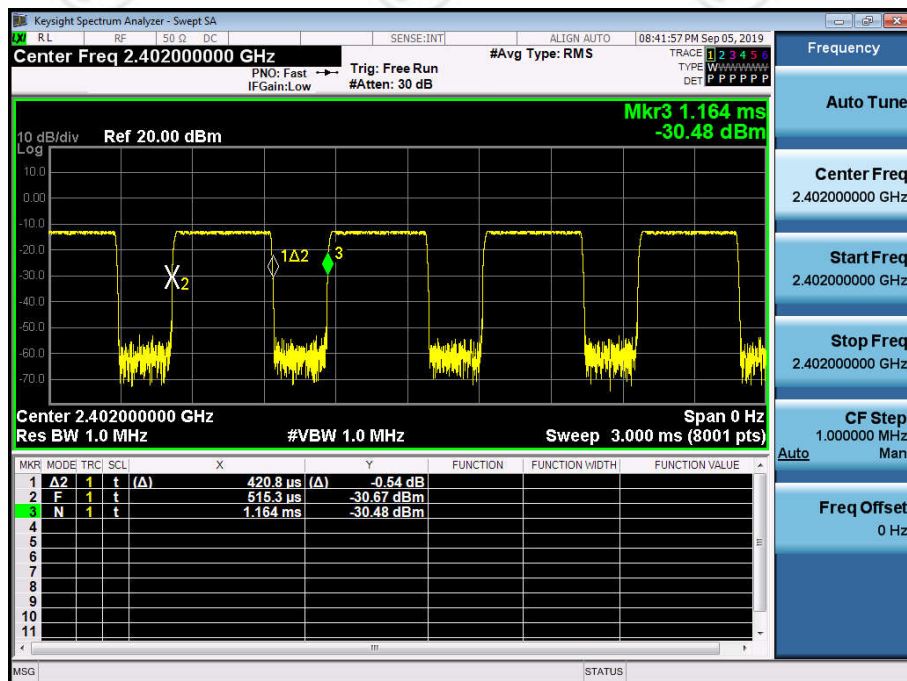 Keysight Spectrum Analyzer - Swept SA
LXI RL RF 50 Ω DC SENSE:INT ALIGN AUTO 08:41:57 PM Sep 05, 2019
Center Freq 2.402000000 GHz
PNO: Fast
IFGain:Low
Trig: Free Run
#Atten: 30 dB
#Avg Type: RMS
TRACE 1 2 3 4 5 6
TYPE WWWWWW
DET P P P P P P
Mkr3 1.164 ms
-30.48 dBm
10 dB/div Ref 20.00 dBm
Log
10.0
0.00
-10.0
-20.0
-30.0
-40.0
-50.0
-60.0
-70.0
X2
1Δ2
3
Center 2.402000000 GHz Span 0 Hz
Res BW 1.0 MHz #VBW 1.0 MHz Sweep 3.000 ms (8001 pts)
MKR MODE TRC SCL X Y FUNCTION FUNCTION WIDTH FUNCTION VALUE
1 Δ2 1 t (Δ) 420.8 µs (Δ) -0.54 dB
2 F 1 t 515.3 µs -30.67 dBm
3 N 1 t 1.164 ms -30.48 dBm
4
5
6
7
8
9
10
11
MSG STATUS
Frequency
Auto Tune
Center Freq
2.402000000 GHz
Start Freq
2.402000000 GHz
Stop Freq
2.402000000 GHz
CF Step
1.000000 MHz
Auto Man
Freq Offset
0 Hz